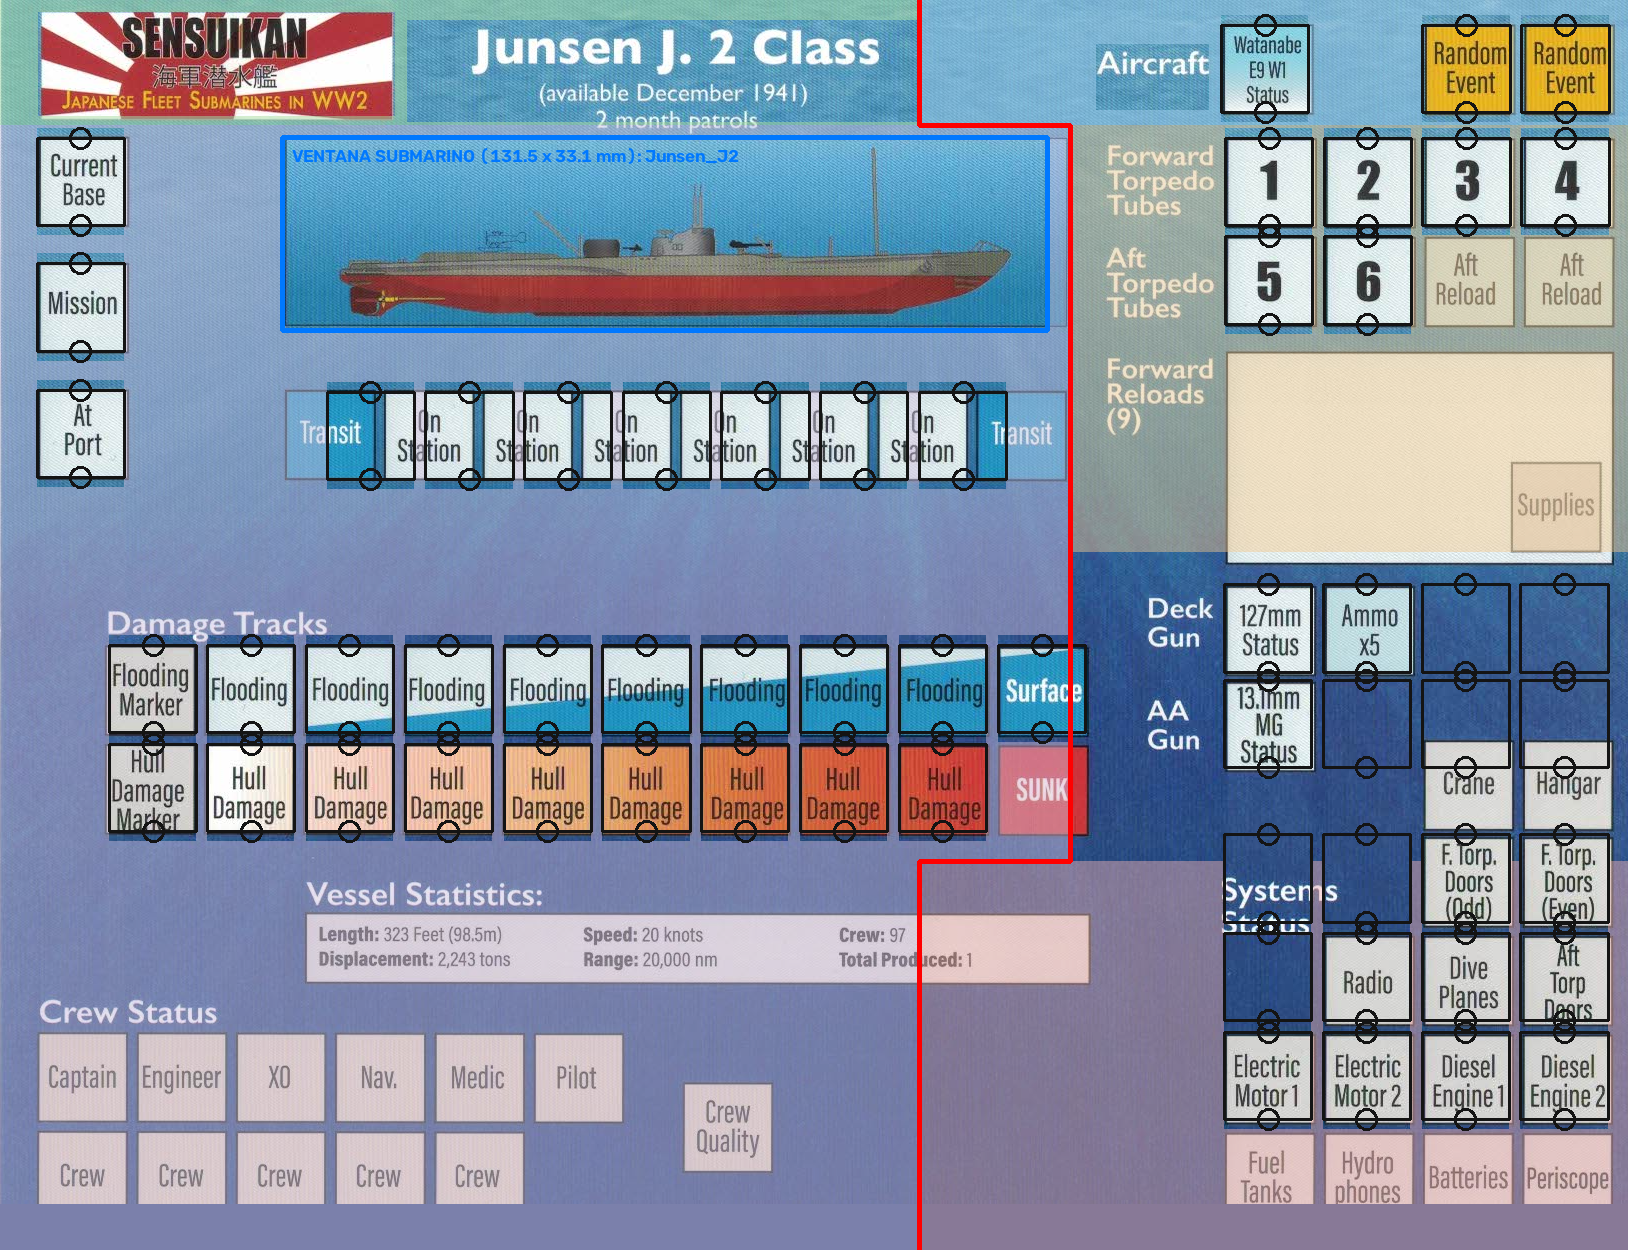 SENSUIKAN
海軍潜水艦
JAPANESE FLEET SUBMARINES IN WW2
Junsen J. 2 Class
(available December 1941)
2 month patrols
Aircraft
Watanabe
E9 W1
Status
Random
Event
Random
Event
Current
Base
Mission
At
Port
VENTANA SUBMARINO (131.5 x 33.1 mm): Junsen_J2
Forward
Torpedo
Tubes
1
2
3
4
Aft
Torpedo
Tubes
5
6
Aft
Reload
Aft
Reload
Forward
Reloads
(9)
Supplies
Transit
On
Station
On
Station
On
Station
On
Station
On
Station
On
Station
Transit
Deck
Gun
127mm
Status
Ammo
x5
AA
Gun
13.1mm
MG
Status
Crane
Hangar
Damage Tracks
Flooding
Marker
Flooding
Flooding
Flooding
Flooding
Flooding
Flooding
Flooding
Flooding
Surface
Hull
Damage
Marker
Hull
Damage
Hull
Damage
Hull
Damage
Hull
Damage
Hull
Damage
Hull
Damage
Hull
Damage
Hull
Damage
SUNK
Systems
Status
F. Torp.
Doors
(Odd)
F. Torp.
Doors
(Even)
Radio
Dive
Planes
Aft
Torp
Doors
Electric
Motor 1
Electric
Motor 2
Diesel
Engine 1
Diesel
Engine 2
Fuel
Tanks
Hydro
phones
Batteries
Periscope
Vessel Statistics:
Length: 323 Feet (98.5m) Speed: 20 knots Crew: 97
Displacement: 2,243 tons Range: 20,000 nm Total Produced: 1
Crew Status
Captain
Engineer
XO
Nav.
Medic
Pilot
Crew
Quality
Crew
Crew
Crew
Crew
Crew